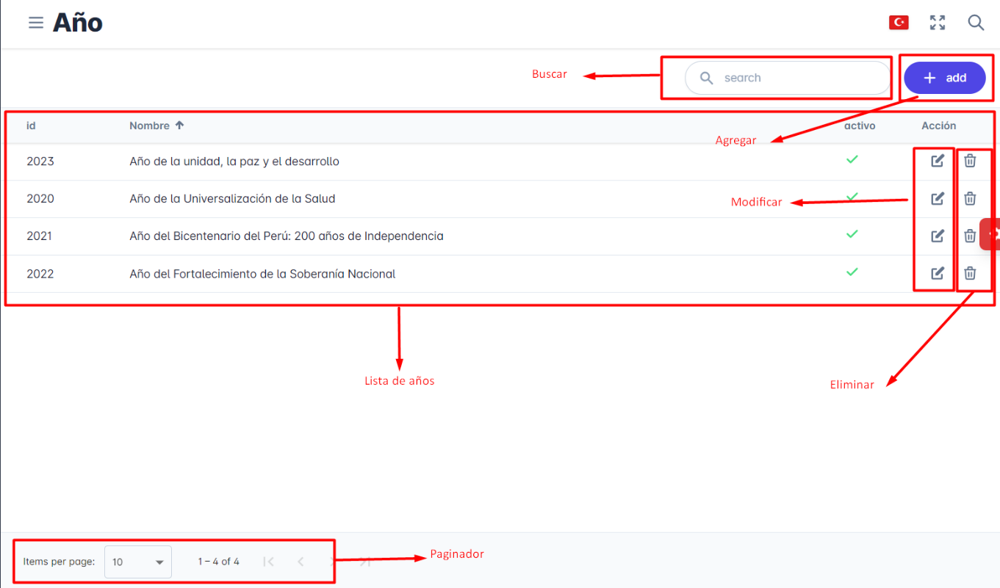 Año
Buscar
search
add
Agregar
id Nombre activo Acción
2023 Año de la unidad, la paz y el desarrollo
2020 Año de la Universalización de la Salud
Modificar
2021 Año del Bicentenario del Perú: 200 años de Independencia
2022 Año del Fortalecimiento de la Soberanía Nacional
Lista de años
Eliminar
Items per page: 10 1 – 4 of 4
Paginador